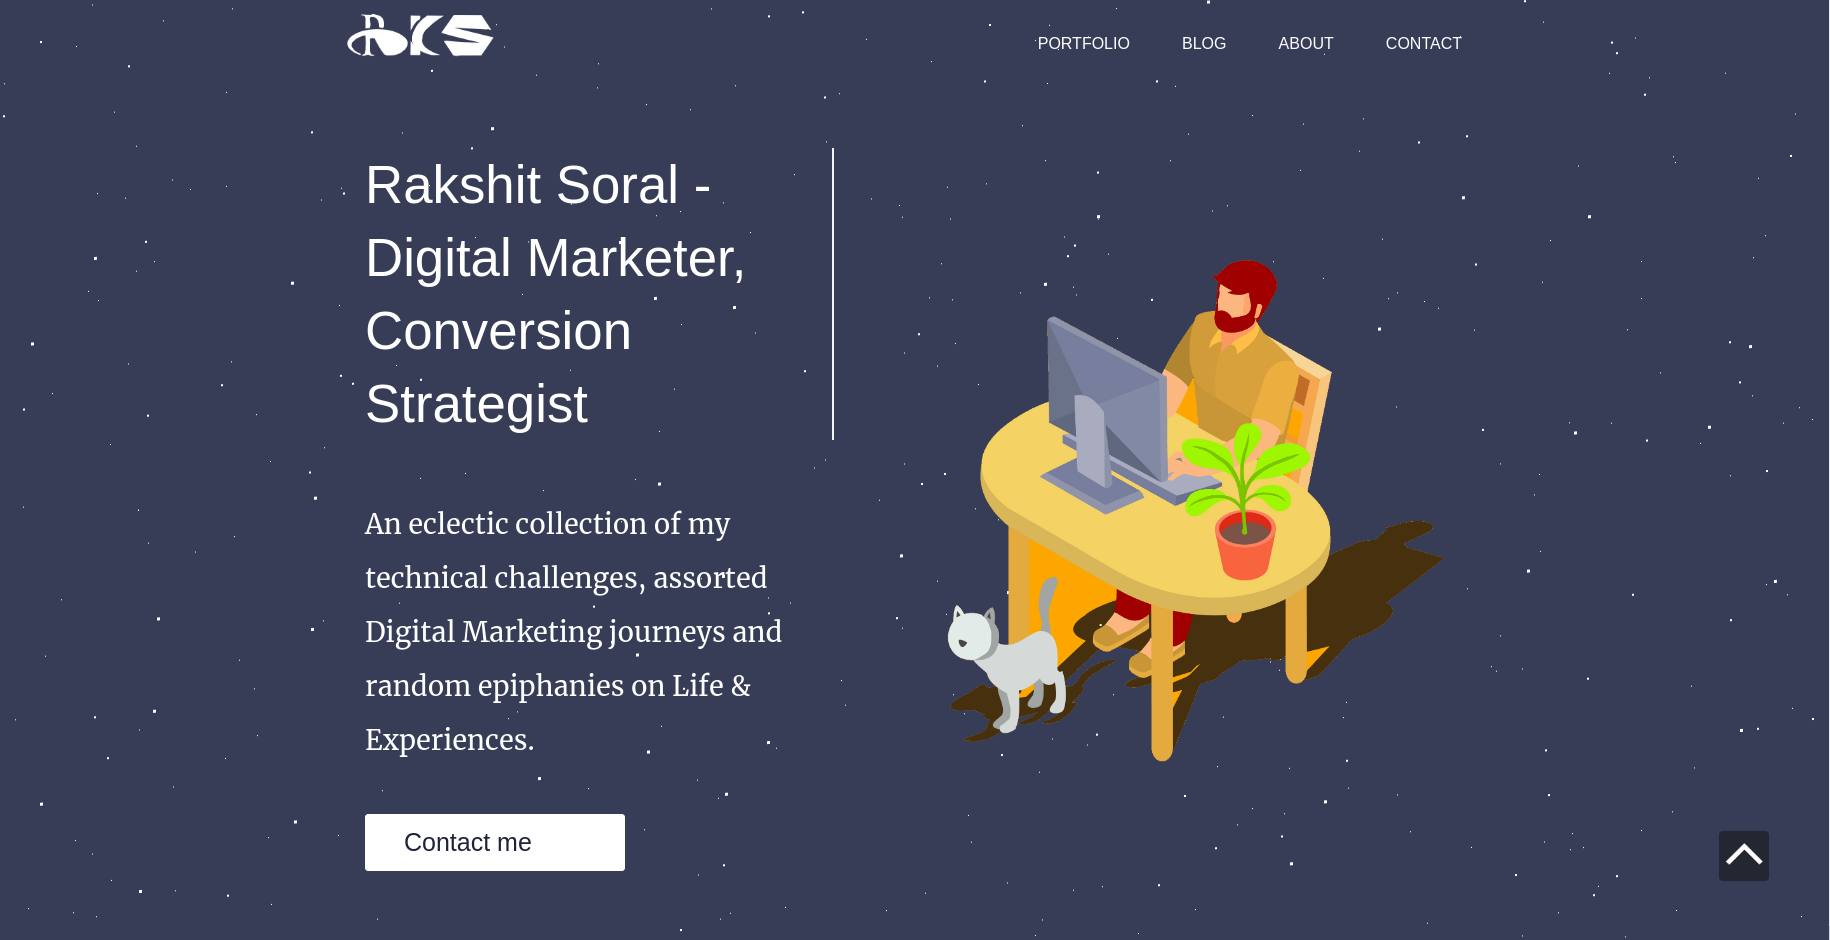 RKS
PORTFOLIO BLOG ABOUT CONTACT
Rakshit Soral -
Digital Marketer,
Conversion
Strategist
An eclectic collection of my
technical challenges, assorted
Digital Marketing journeys and
random epiphanies on Life &
Experiences.
Contact me